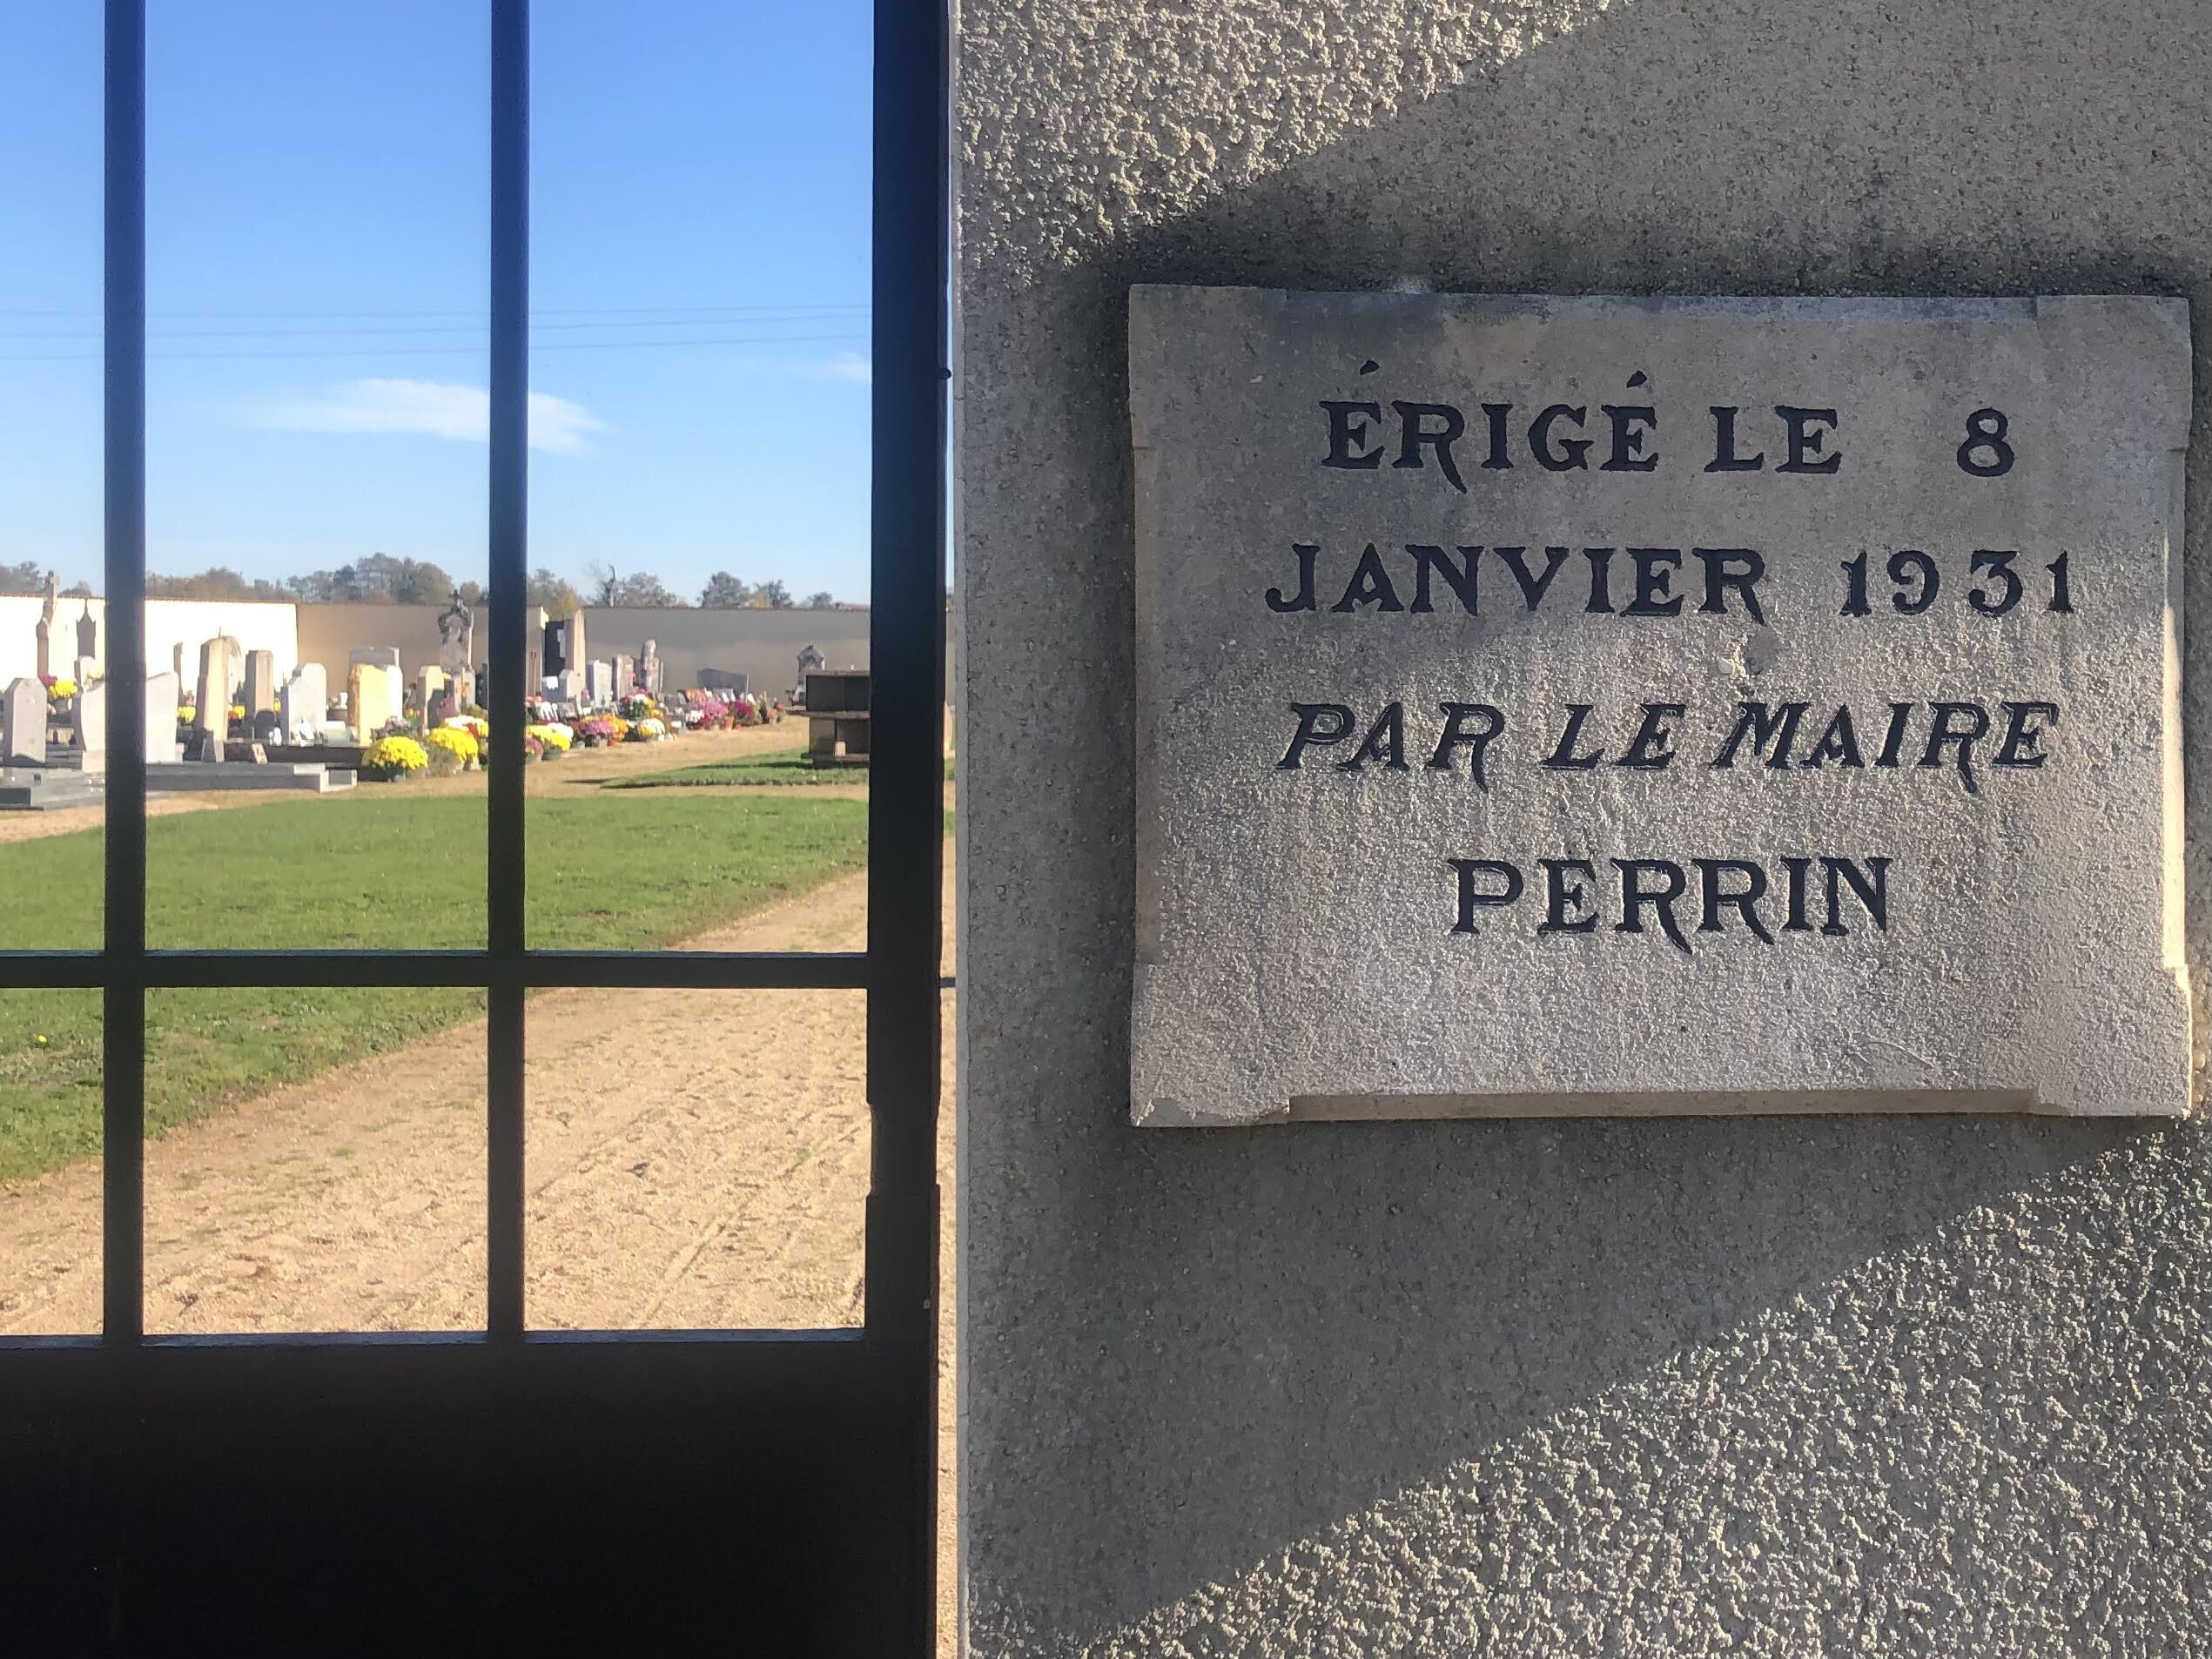 ÉRIGÉ LE 8
JANVIER 1931
PAR LE MAIRE
PERRIN